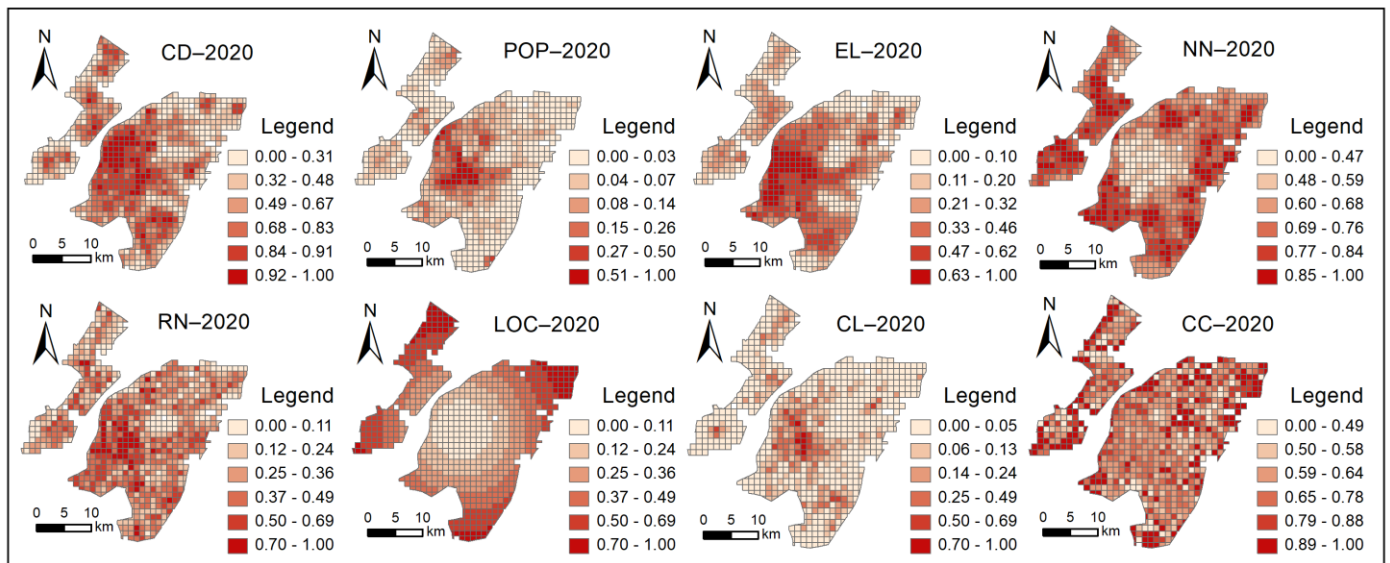 N
CD–2020
Legend
0.00 - 0.31
0.32 - 0.48
0.49 - 0.67
0.68 - 0.83
0.84 - 0.91
0.92 - 1.00
0 5 10
km
N
POP–2020
Legend
0.00 - 0.03
0.04 - 0.07
0.08 - 0.14
0.15 - 0.26
0.27 - 0.50
0.51 - 1.00
0 5 10
km
N
EL–2020
Legend
0.00 - 0.10
0.11 - 0.20
0.21 - 0.32
0.33 - 0.46
0.47 - 0.62
0.63 - 1.00
0 5 10
km
N
NN–2020
Legend
0.00 - 0.47
0.48 - 0.59
0.60 - 0.68
0.69 - 0.76
0.77 - 0.84
0.85 - 1.00
0 5 10
km
N
RN–2020
Legend
0.00 - 0.11
0.12 - 0.24
0.25 - 0.36
0.37 - 0.49
0.50 - 0.69
0.70 - 1.00
0 5 10
km
N
LOC–2020
Legend
0.00 - 0.11
0.12 - 0.24
0.25 - 0.36
0.37 - 0.49
0.50 - 0.69
0.70 - 1.00
0 5 10
km
N
CL–2020
Legend
0.00 - 0.05
0.06 - 0.13
0.14 - 0.24
0.25 - 0.49
0.50 - 0.69
0.70 - 1.00
0 5 10
km
N
CC–2020
Legend
0.00 - 0.49
0.50 - 0.58
0.59 - 0.64
0.65 - 0.78
0.79 - 0.88
0.89 - 1.00
0 5 10
km